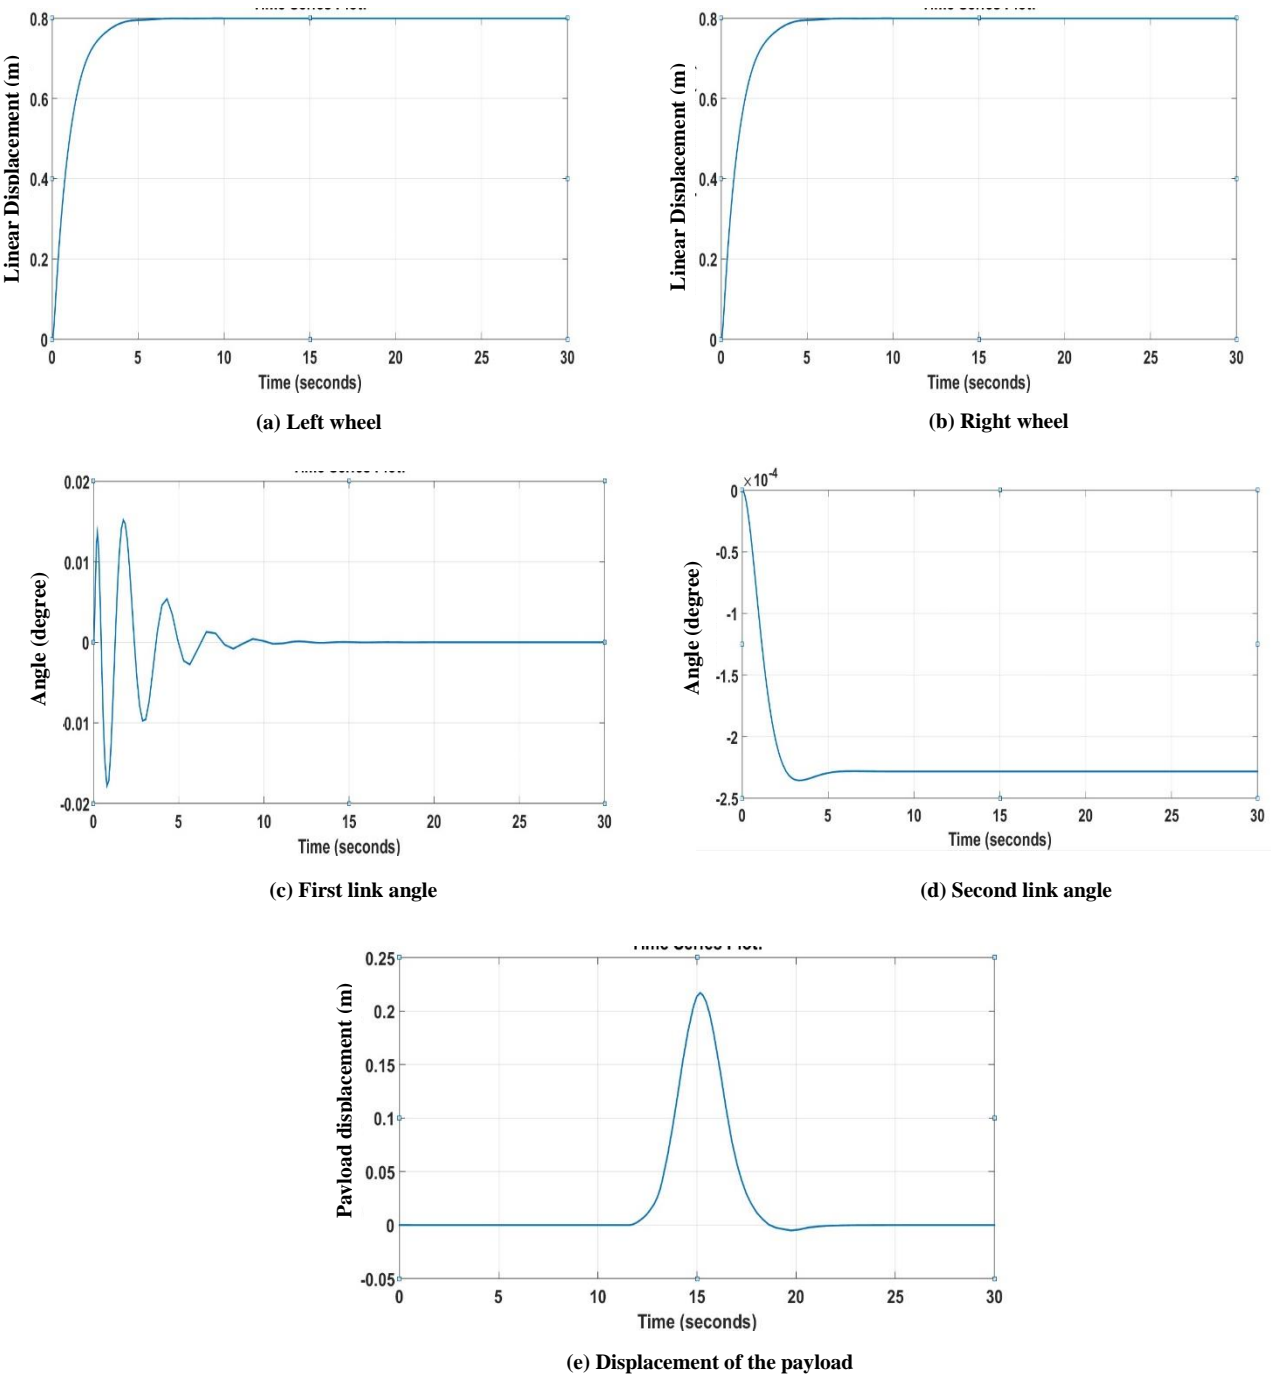 0.8
0.6
0.4
0.2
0
0 5 10 15 20 25 30
Linear Displacement (m)
Time (seconds)
(a) Left wheel
0.8
0.6
0.4
0.2
0
0 5 10 15 20 25 30
Linear Displacement (m)
Time (seconds)
(b) Right wheel
0.02
0.01
0
-0.01
-0.02
0 5 10 15 20 25 30
Angle (degree)
Time (seconds)
(c) First link angle
×10-4
0
-0.5
-1
-1.5
-2
-2.5
0 5 10 15 20 25 30
Angle (degree)
Time (seconds)
(d) Second link angle
0.25
0.2
0.15
0.1
0.05
0
-0.05
0 5 10 15 20 25 30
Payload displacement (m)
Time (seconds)
(e) Displacement of the payload